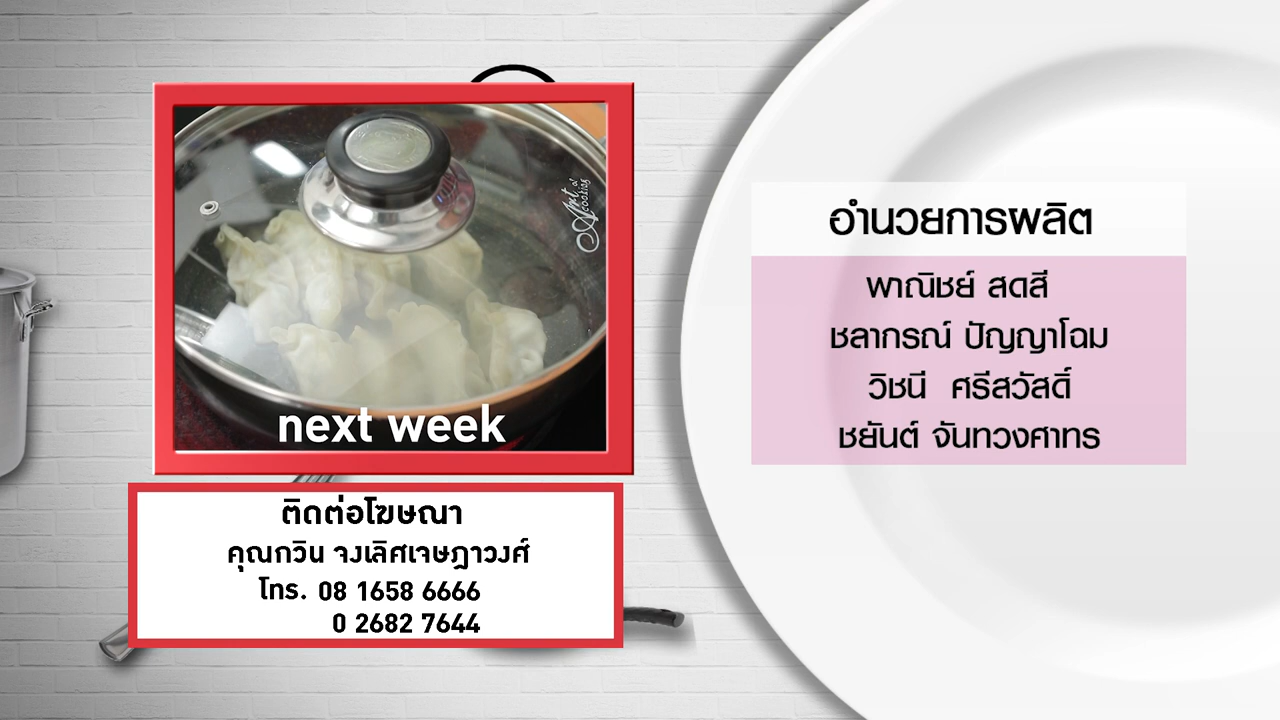 Art of cooking
next week
ติดต่อโฆษณา
คุณกวิน จงเลิศเจษฎาวงศ์
โทร. 08 1658 6666
0 2682 7644
อำนวยการผลิต
พาณิชย์ สดสี
ชลากรณ์ ปัญญาโฉม
วิชนี ศรีสวัสดิ์
ชยันต์ จันทวงศาทร